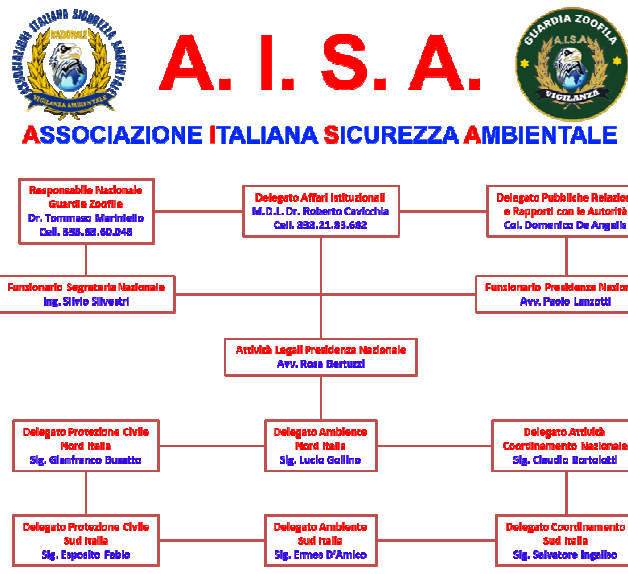 ASSOCIAZIONE ITALIANA SICUREZZA AMBIENTALE
NAZIONALE
VIGILANZA AMBIENTALE
A. I. S. A.
GUARDIA ZOOFILA
A.I.S.A.
VIGILANZA
ASSOCIAZIONE ITALIANA SICUREZZA AMBIENTALE
Responsabile Nazionale
Guardie Zoofile
Dr. Tommaso Mariniello
Cell.
Delegato Affari Istituzionali
M.D.L. Dr. Roberto Cavicchia
Cell.
Delegato Pubbliche Relazio
e Rapporti con le Autorità
Col. Domenico De Angelis
Funzionario Segreteria Nazionale
Ing. Silvio Silvestri
Funzionario Presidenza Nazion
Avv. Paolo Lanzotti
Attività Legali Presidenza Nazionale
Avv. Rosa Bertuzzi
Delegato Protezione Civile
Nord Italia
Sig. Gianfranco Busatto
Delegato Ambiente
Nord Italia
Sig. Lucio Gollino
Delegato Attività
Coordinamento Nazionale
Sig. Claudio Bortolotti
Delegato Protezione Civile
Sud Italia
Sig. Esposito Fabio
Delegato Ambiente
Sud Italia
Sig. Ermes D'Amico
Delegato Coordinamento
Sud Italia
Sig. Salvatore